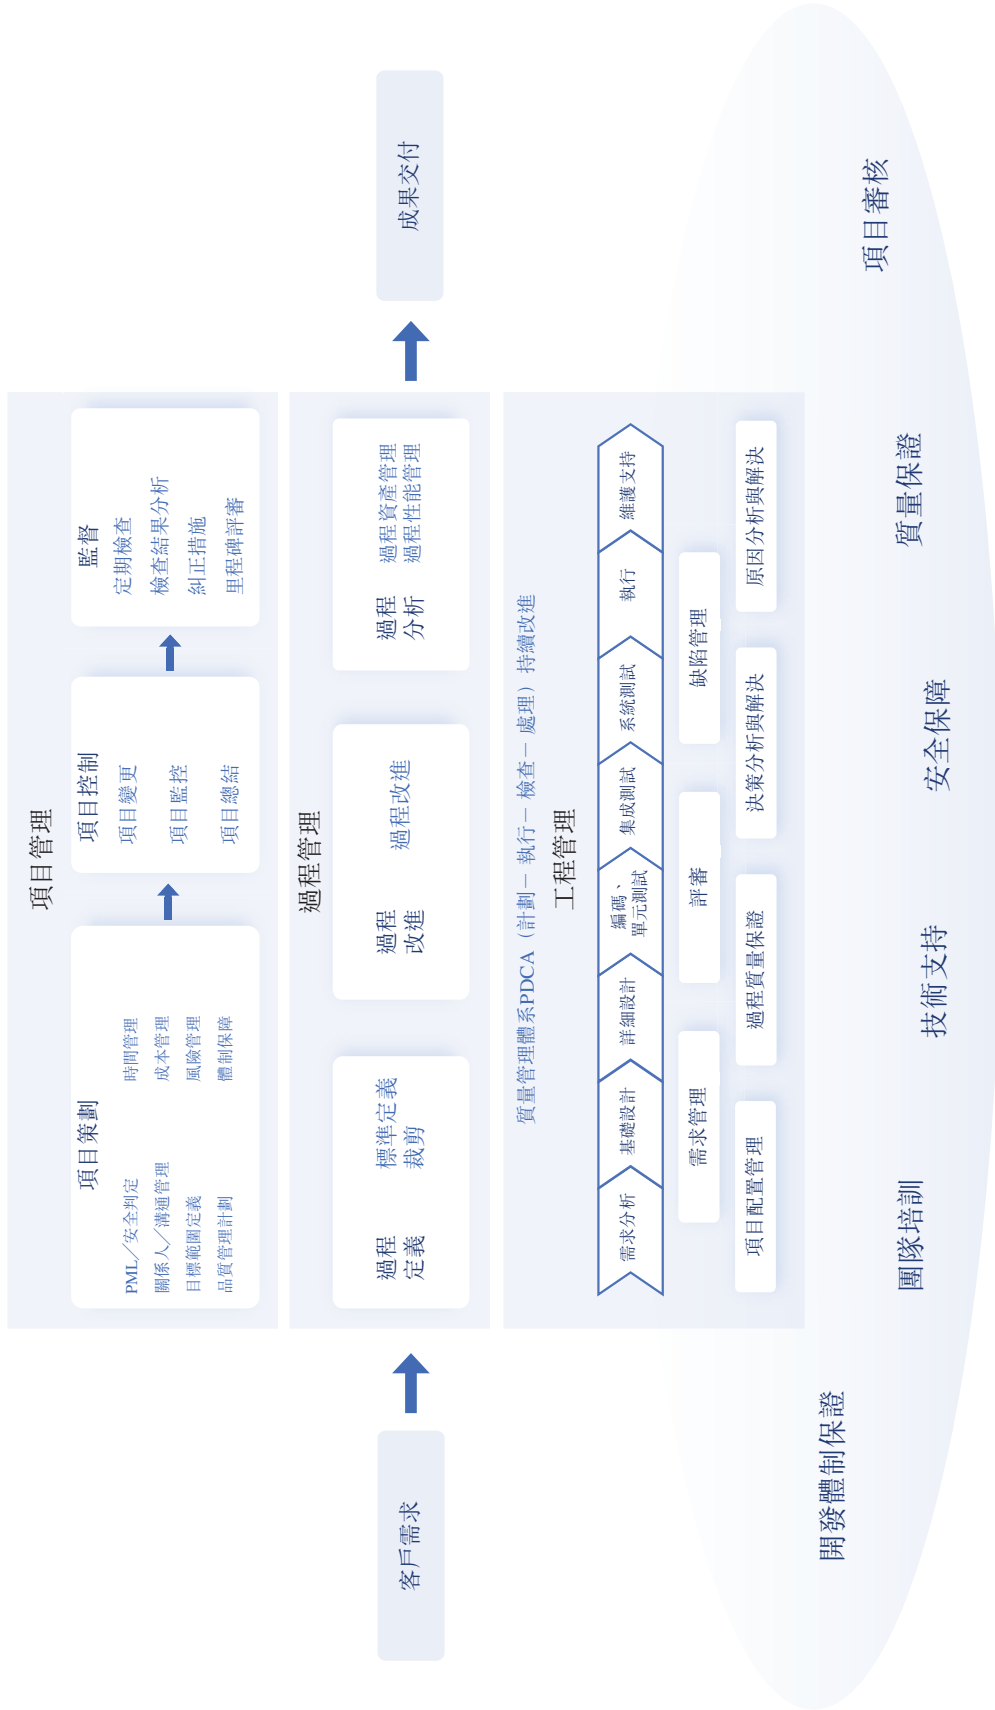 項目管理
項目策劃
PML／安全判定
關係人／溝通管理
目標範圍定義
品質管理計劃
時間管理
成本管理
風險管理
體制保障
項目控制
項目變更
項目監控
項目總結
監督
定期檢查
檢查結果分析
糾正措施
里程碑評審
客戶需求
過程管理
過程
定義
標準定義
裁剪
過程
改進
過程改進
過程
分析
過程資產管理
過程性能管理
成果交付
質量管理體系PDCA（計劃－ 執行－ 檢查－ 處理）持續改進
工程管理
需求分析
基礎設計
詳細設計
編碼、
單元測試
集成測試
系統測試
執行
維護支持
需求管理
評審
缺陷管理
項目配置管理
過程質量保證
決策分析與解決
原因分析與解決
開發體制保證
團隊培訓
技術支持
安全保障
質量保證
項目審核